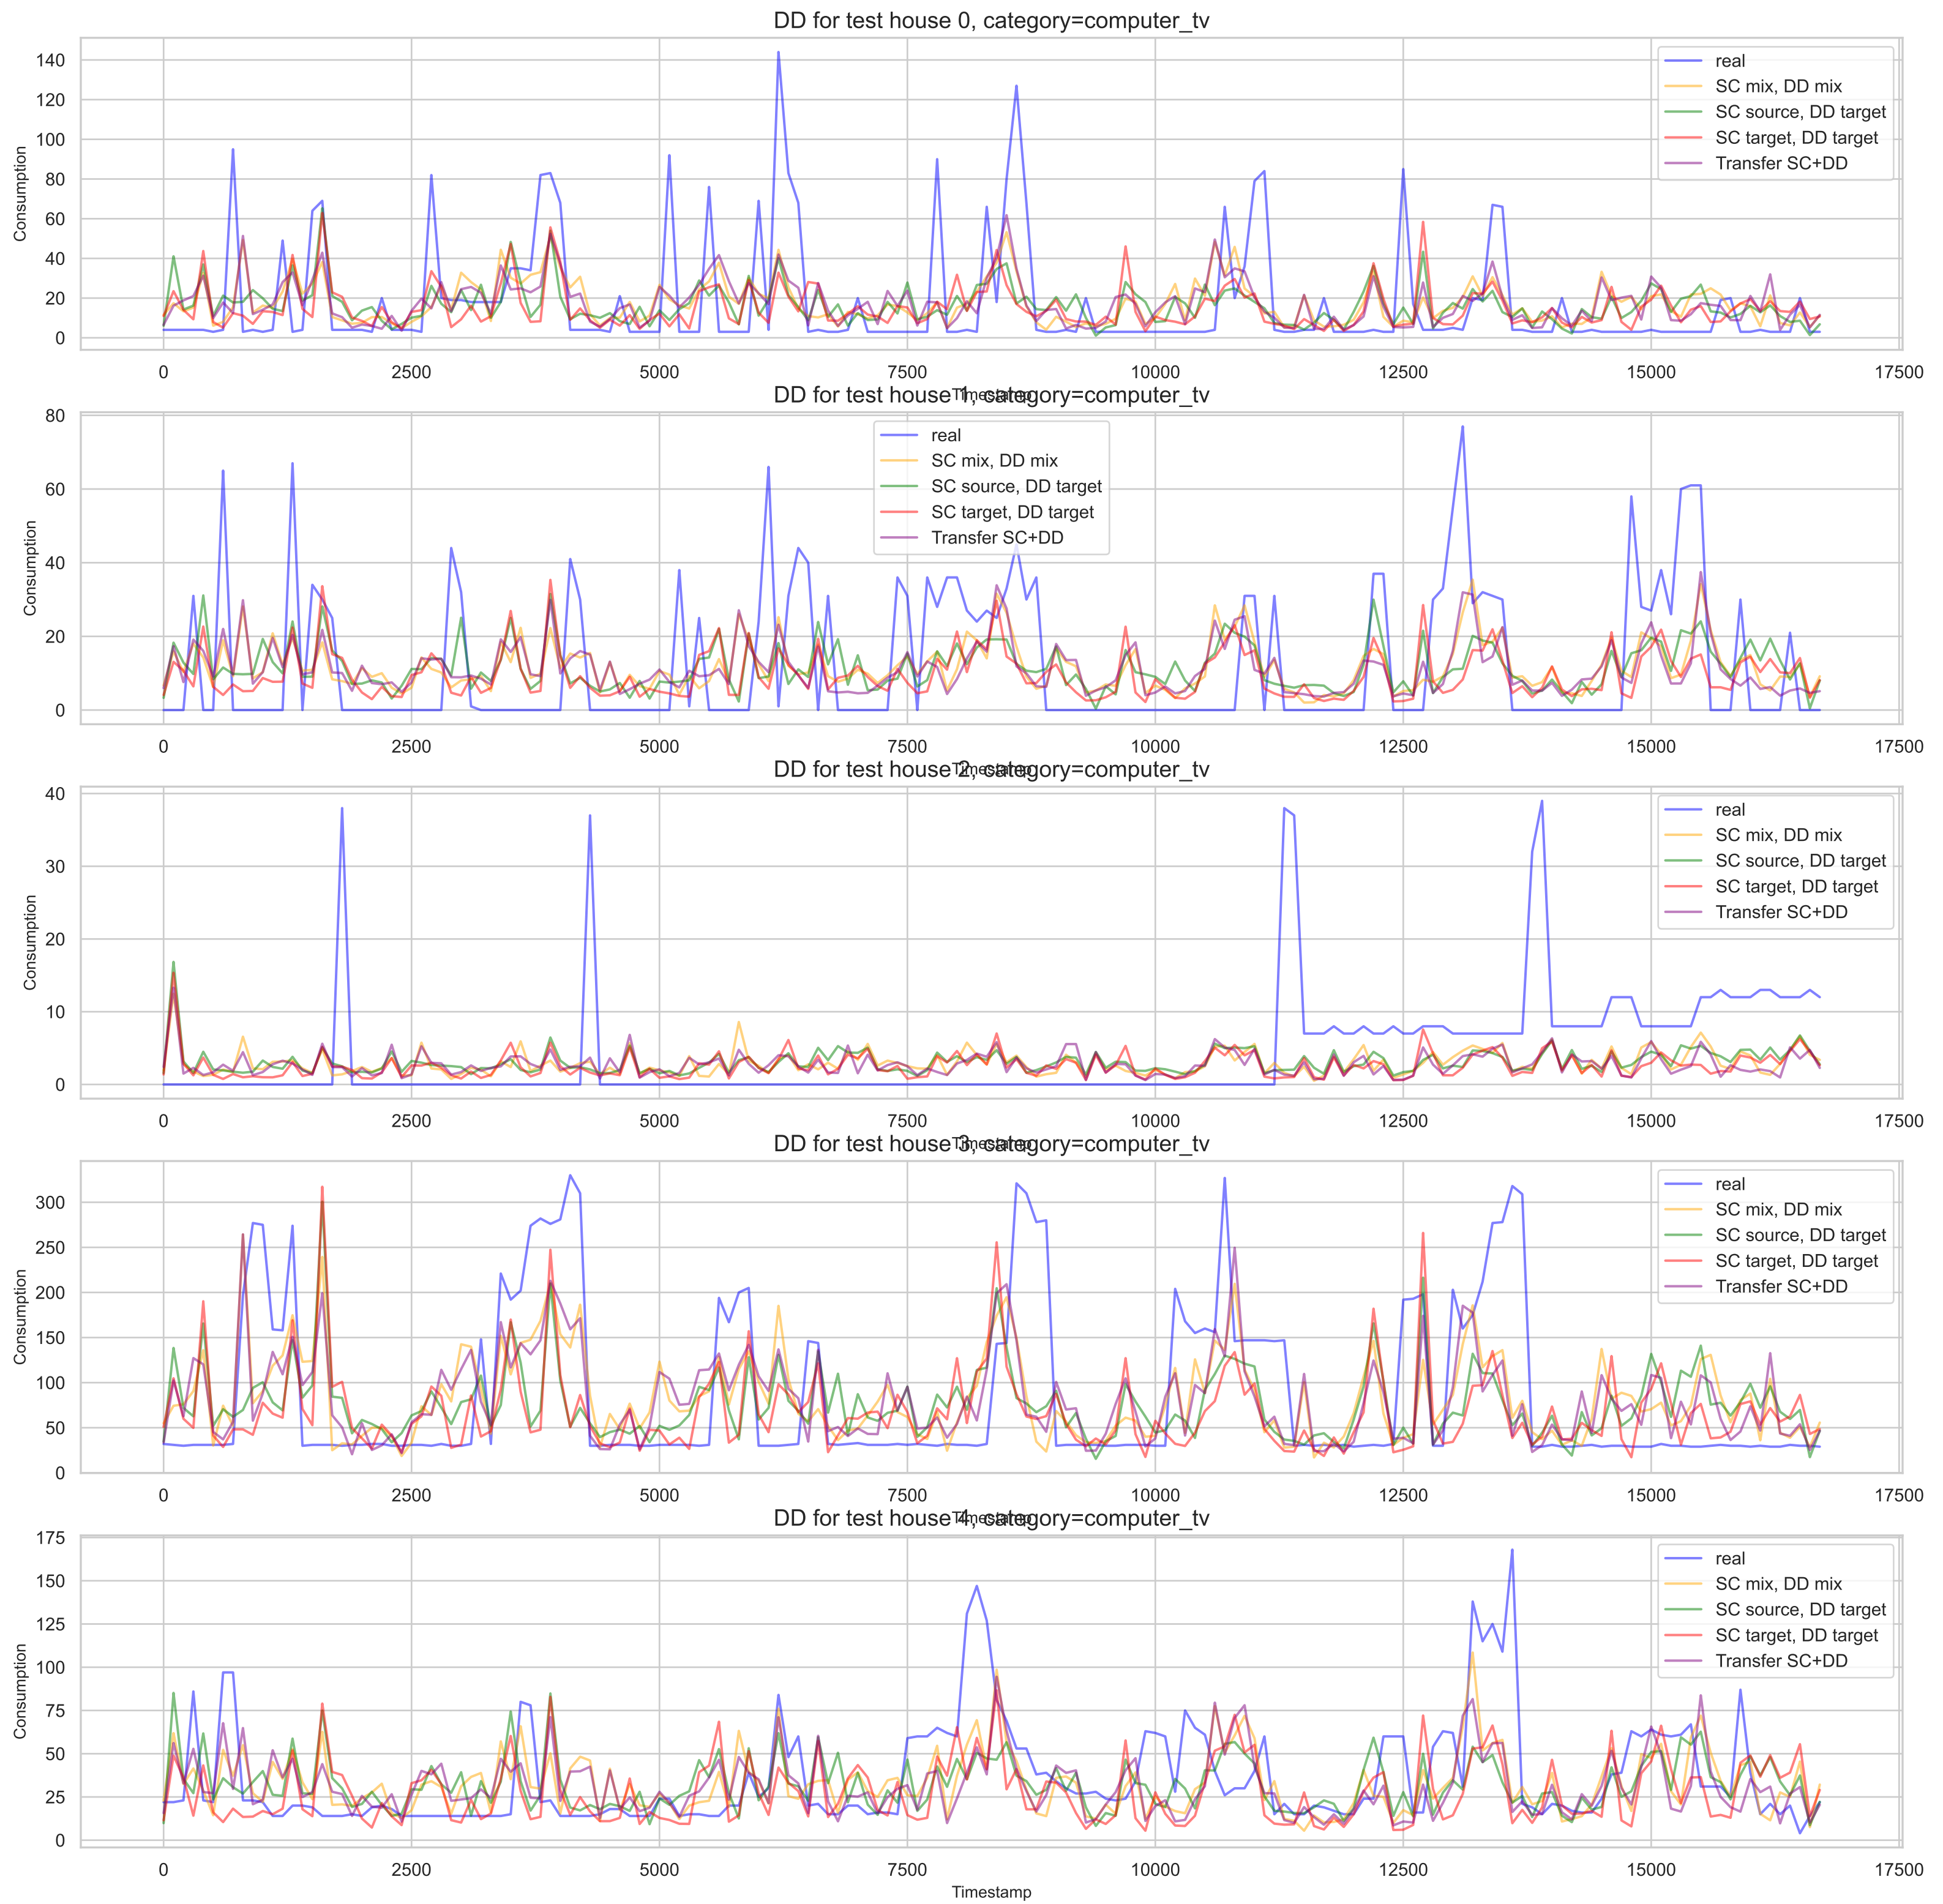 DD for test house 0, category=computer_tv
Consumption
140
120
100
80
60
40
20
0
real
SC mix, DD mix
SC source, DD target
SC target, DD target
Transfer SC+DD
0 2500 5000 7500 10000 12500 15000 17500
Timestamp
DD for test house 1, category=computer_tv
Consumption
80
60
40
20
0
real
SC mix, DD mix
SC source, DD target
SC target, DD target
Transfer SC+DD
0 2500 5000 7500 10000 12500 15000 17500
Timestamp
DD for test house 2, category=computer_tv
Consumption
40
30
20
10
0
real
SC mix, DD mix
SC source, DD target
SC target, DD target
Transfer SC+DD
0 2500 5000 7500 10000 12500 15000 17500
Timestamp
DD for test house 3, category=computer_tv
Consumption
300
250
200
150
100
50
0
real
SC mix, DD mix
SC source, DD target
SC target, DD target
Transfer SC+DD
0 2500 5000 7500 10000 12500 15000 17500
Timestamp
DD for test house 4, category=computer_tv
Consumption
175
150
125
100
75
50
25
0
real
SC mix, DD mix
SC source, DD target
SC target, DD target
Transfer SC+DD
0 2500 5000 7500 10000 12500 15000 17500
Timestamp